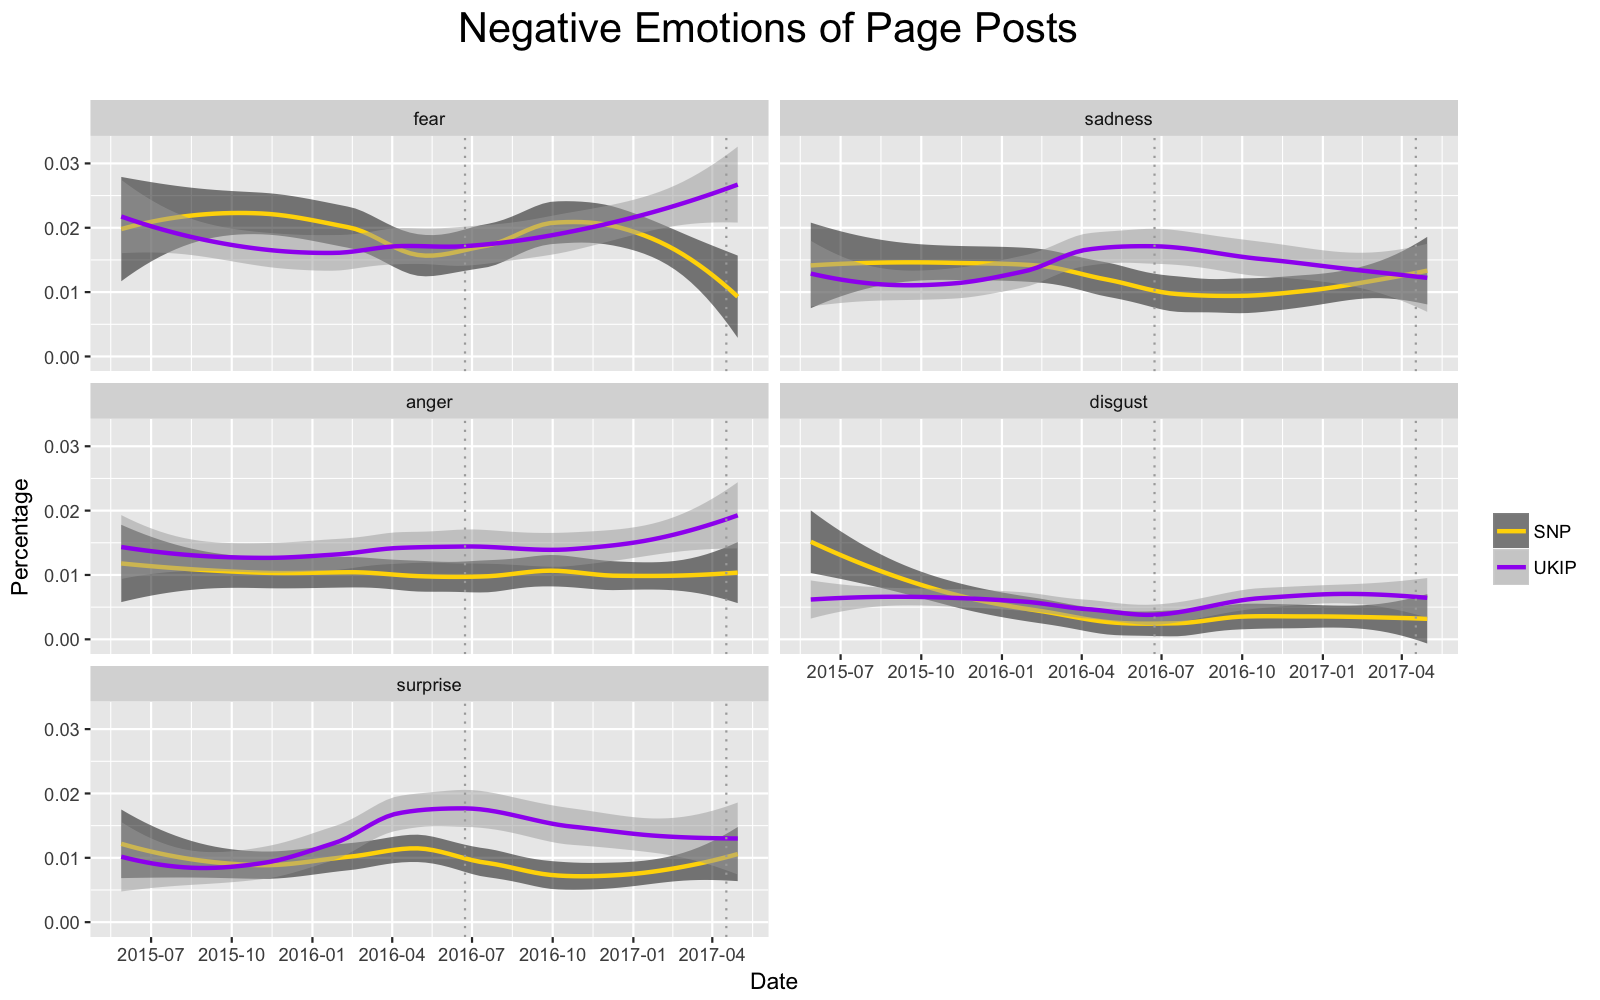 Negative Emotions of Page Posts
fear
sadness
0.03
0.02
0.01
0.00
anger
disgust
0.03
0.02
0.01
0.00
2015-07 2015-10 2016-01 2016-04 2016-07 2016-10 2017-01 2017-04
surprise
0.03
0.02
0.01
0.00
2015-07 2015-10 2016-01 2016-04 2016-07 2016-10 2017-01 2017-04
Percentage
Date
SNP
UKIP